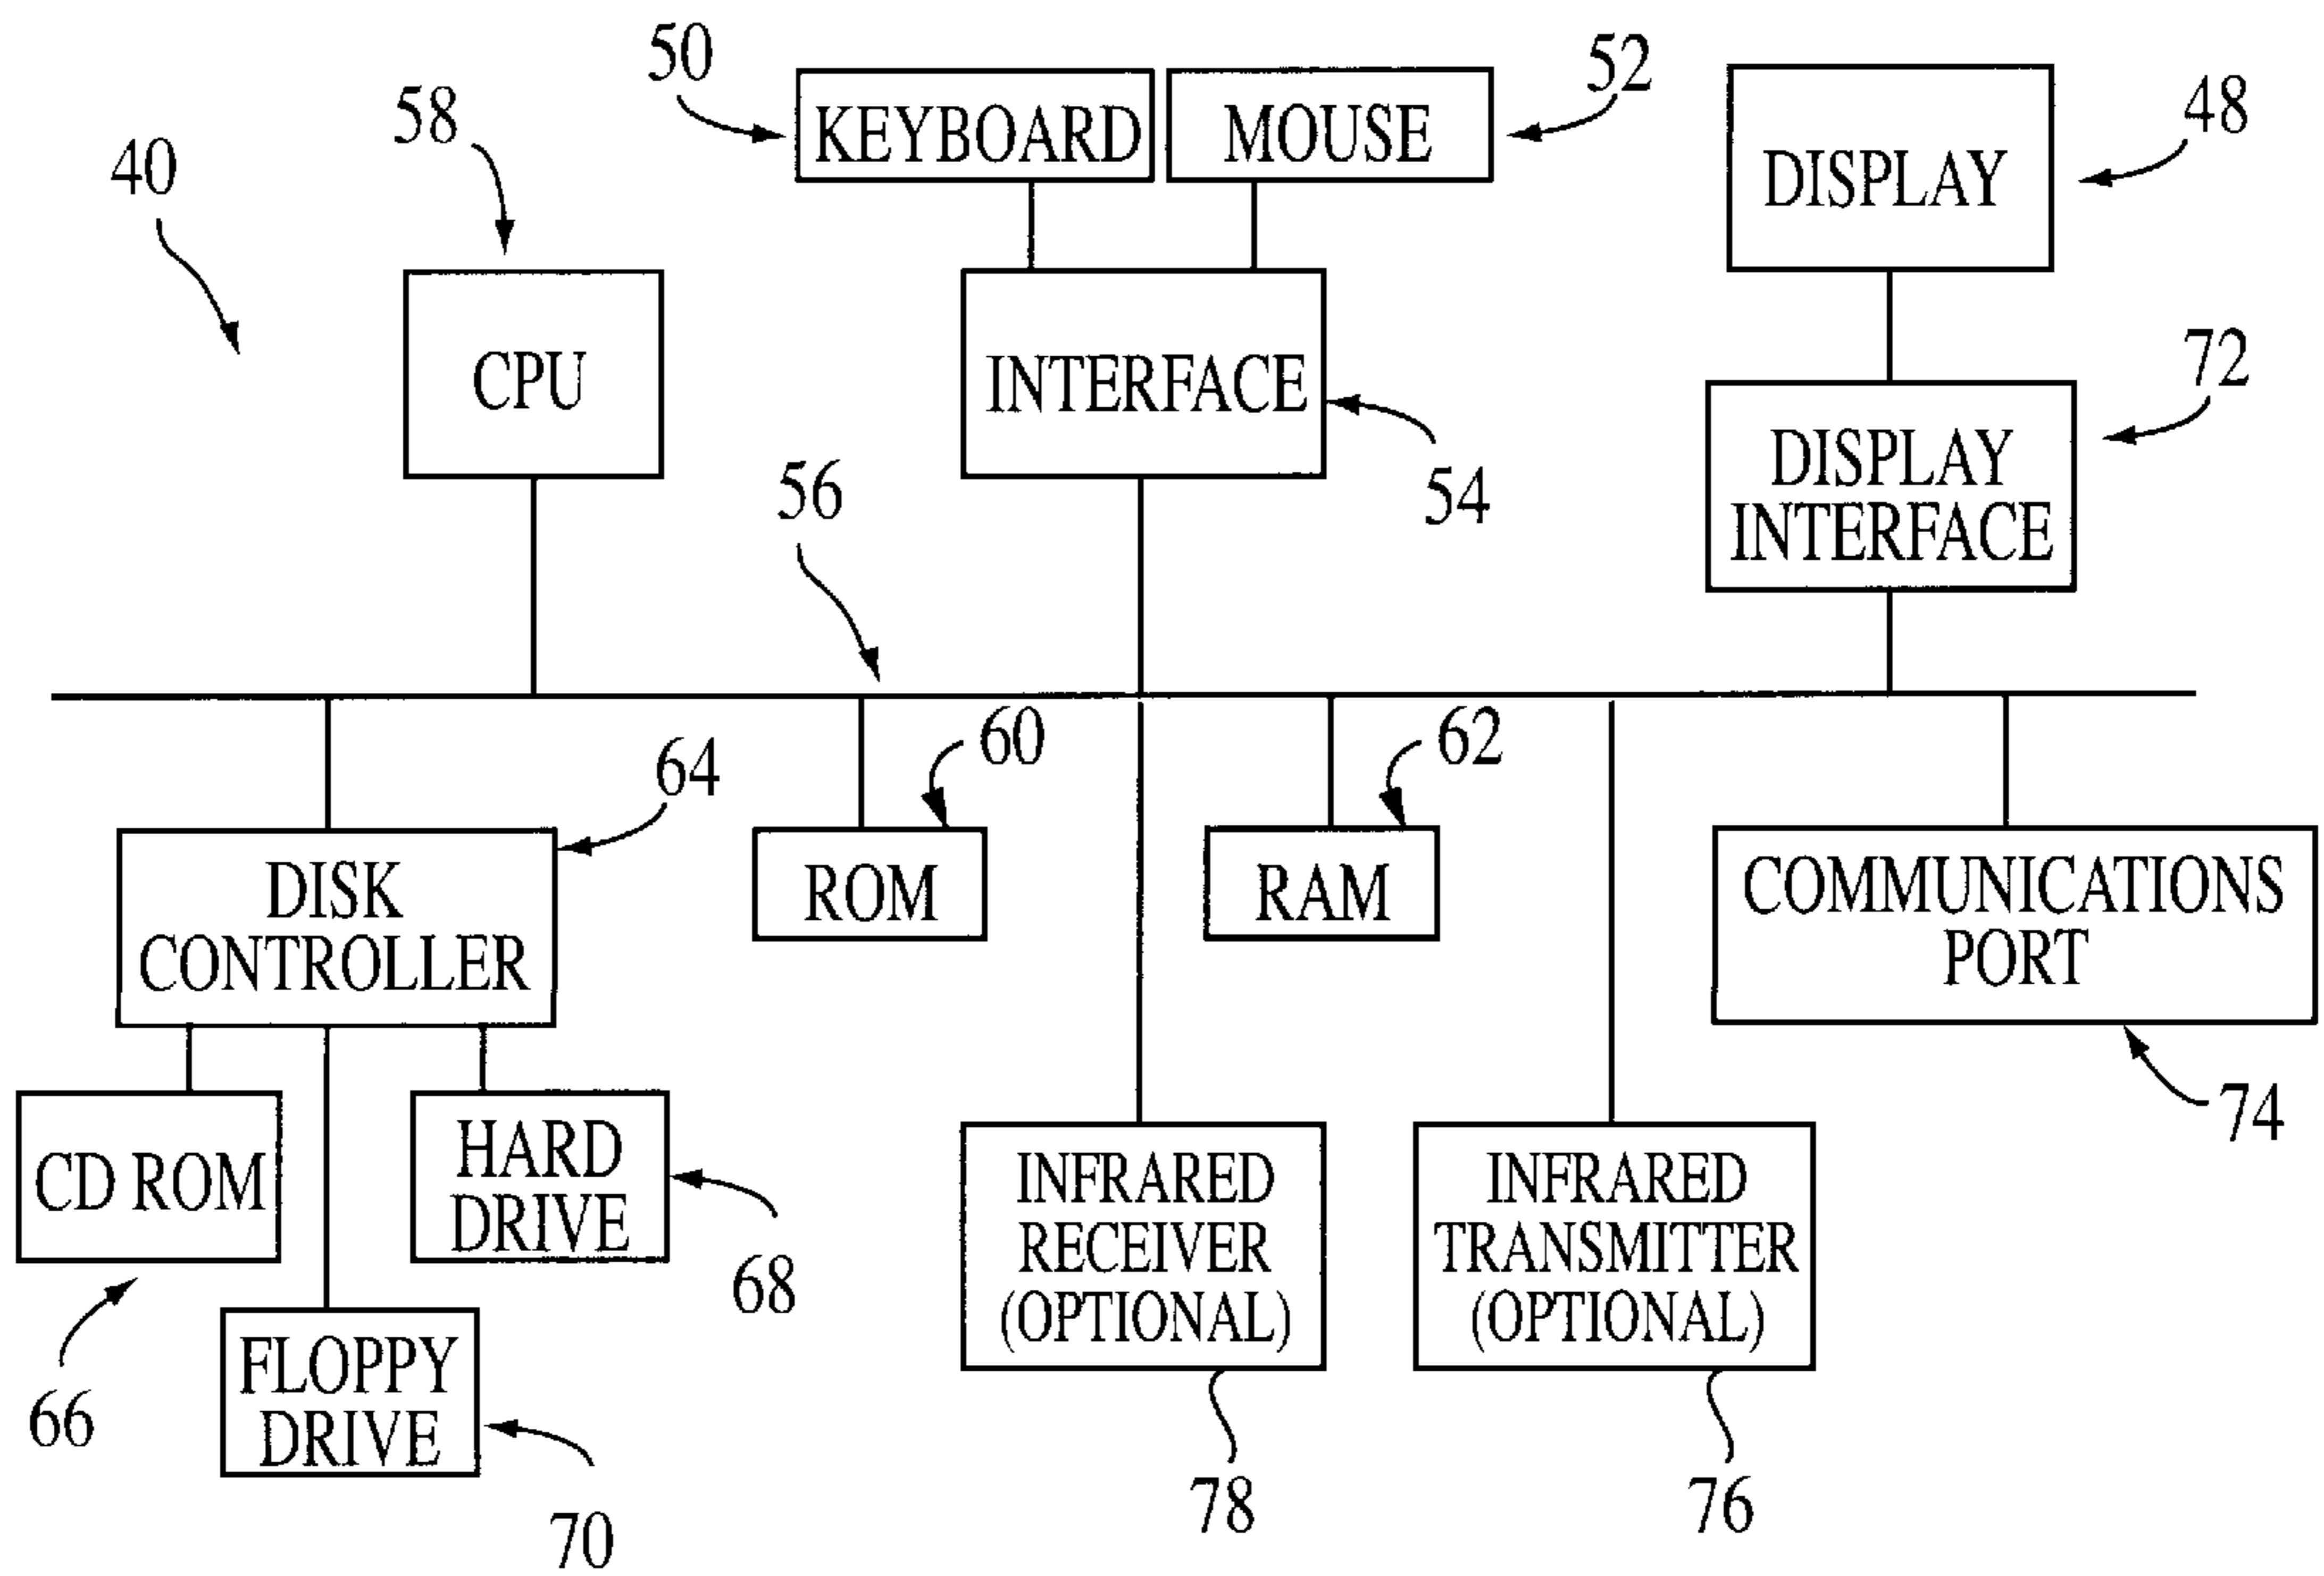 50
KEYBOARD
MOUSE
52
DISPLAY
48
40
58
CPU
INTERFACE
54
72
DISPLAY
INTERFACE
56
64
DISK
CONTROLLER
60
ROM
62
RAM
COMMUNICATIONS
PORT
74
CD ROM
66
HARD
DRIVE
68
FLOPPY
DRIVE
70
INFRARED
RECEIVER
(OPTIONAL)
78
INFRARED
TRANSMITTER
(OPTIONAL)
76